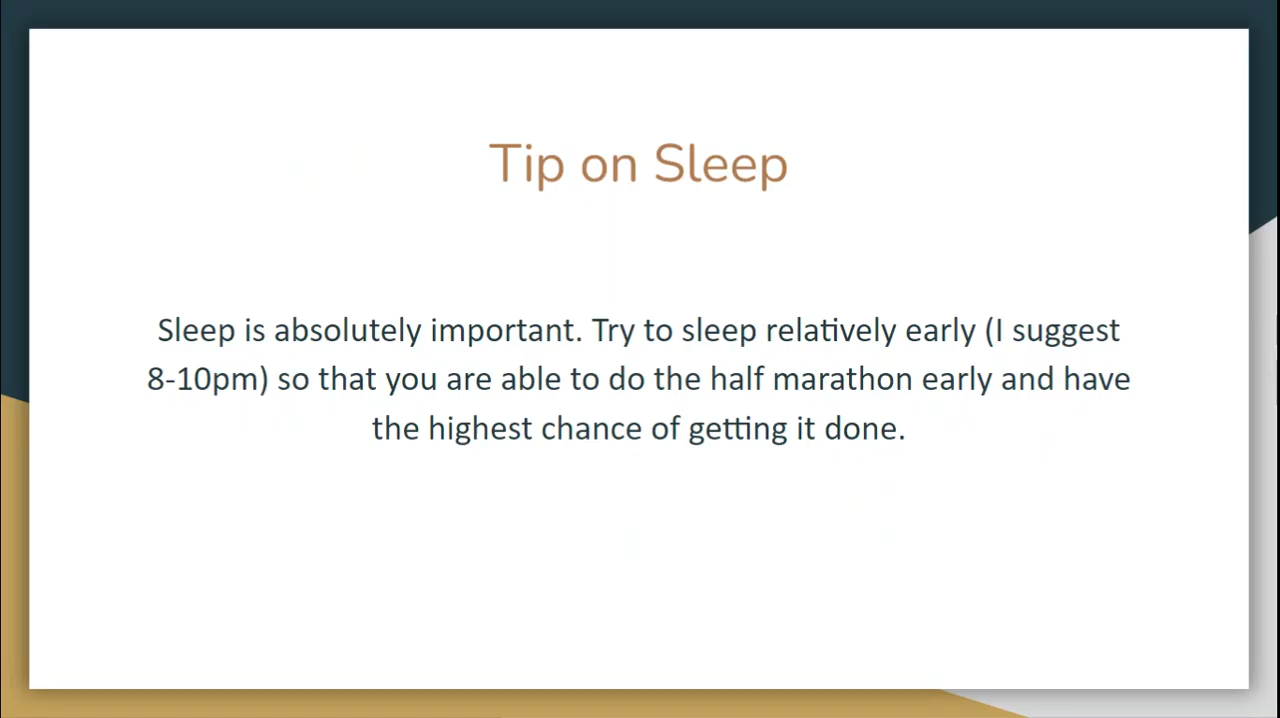 Tip on Sleep
Sleep is absolutely important. Try to sleep relatively early (I suggest
8-10pm) so that you are able to do the half marathon early and have
the highest chance of getting it done.